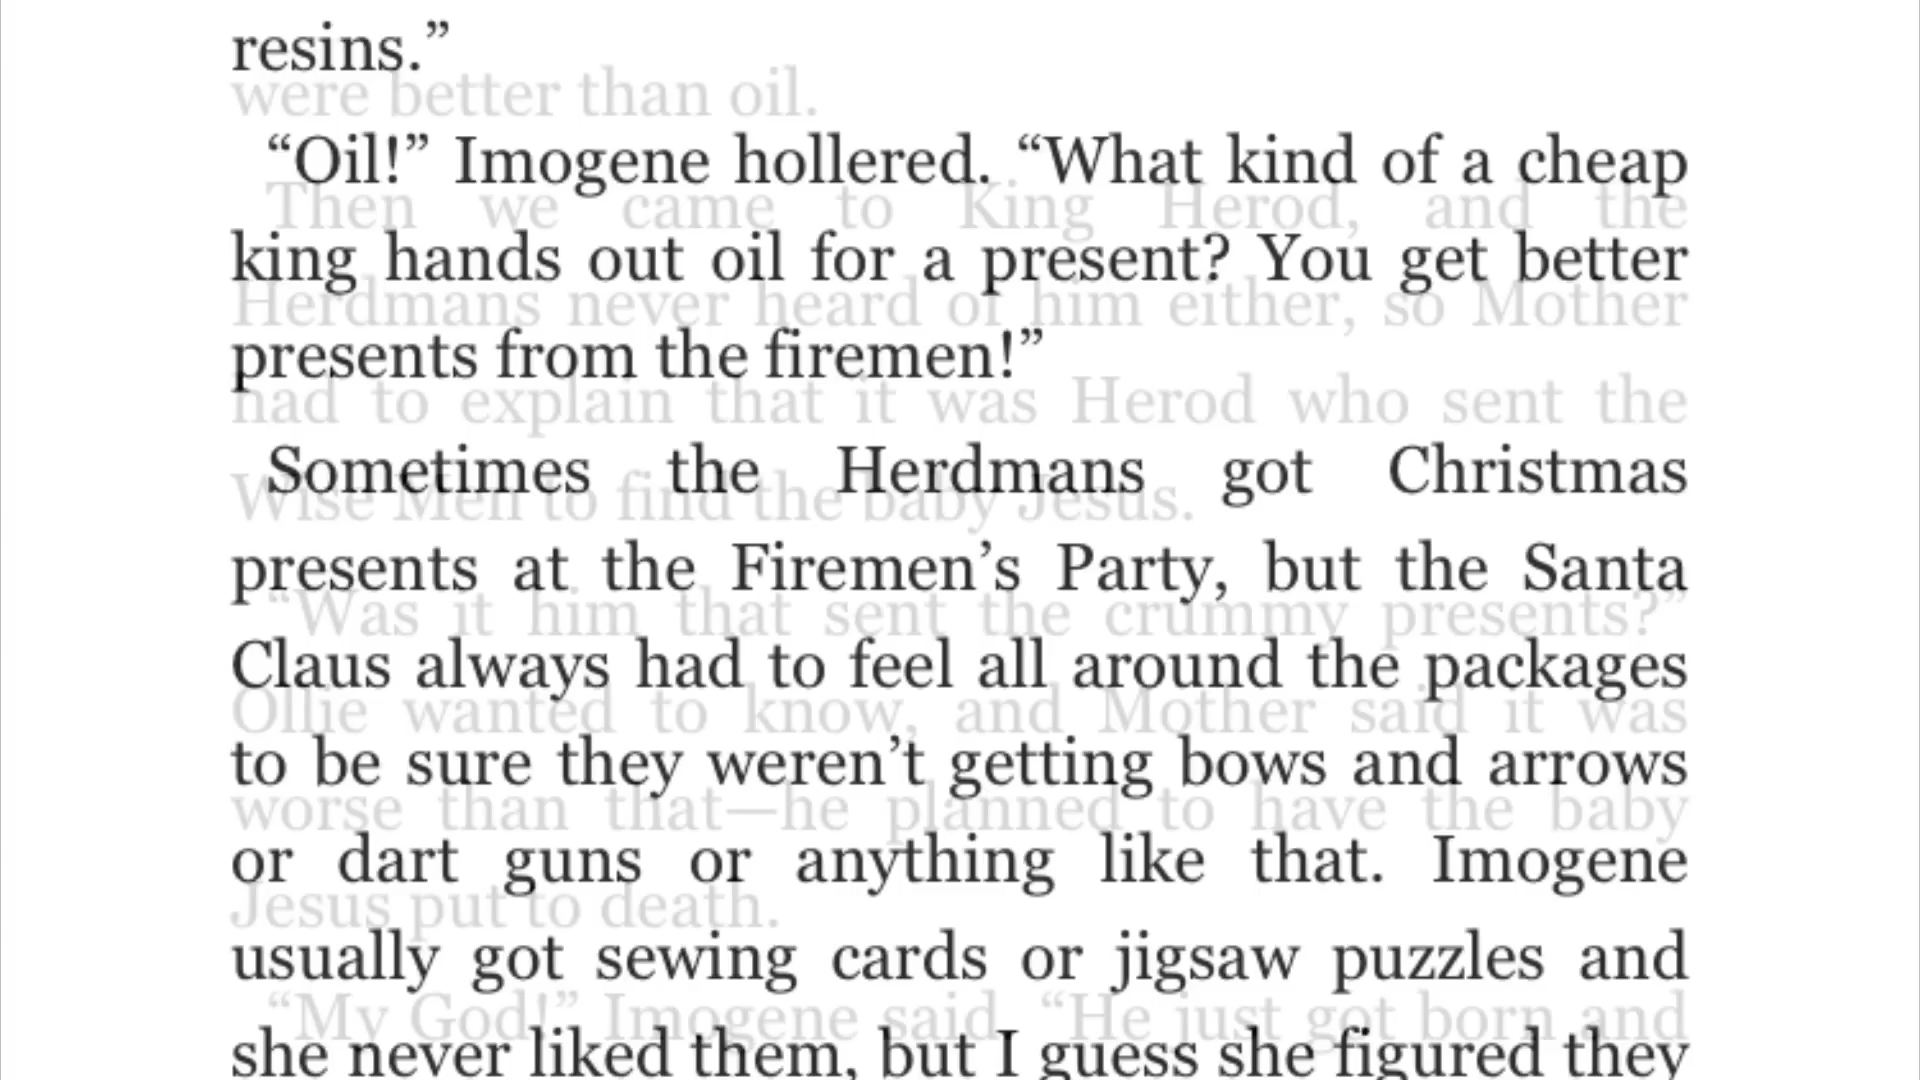 resins.”
“Oil!” Imogene hollered. “What kind of a cheap
king hands out oil for a present? You get better
presents from the firemen!”
Sometimes the Herdmans got Christmas
presents at the Firemen’s Party, but the Santa
Claus always had to feel all around the packages
to be sure they weren’t getting bows and arrows
or dart guns or anything like that. Imogene
usually got sewing cards or jigsaw puzzles and
she never liked them, but I guess she figured they
were better than oil.
Then we came to King Herod, and the
Herdmans never heard of him either, so Mother
had to explain that it was Herod who sent the
Wise Men to find the baby Jesus.
“Was it him that sent the crummy presents?”
Ollie wanted to know, and Mother said it was
worse than that—he planned to have the baby
Jesus put to death.
“My God!” Imogene said. “He just got born and